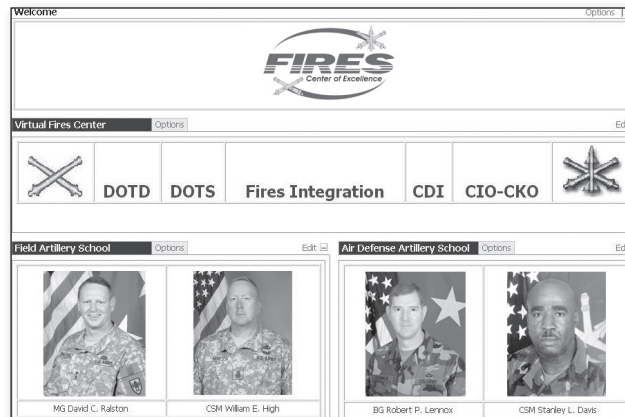 Welcome
Options |
FIRES
Center of Excellence
Virtual Fires Center Options Ed
DOTD DOTS Fires Integration CDI CIO-CKO
Field Artillery School Options Edit
Air Defense Artillery School Options Ed
MG David C. Ralston
CSM William E. High
BG Robert P. Lennox
CSM Stanley L. Davis